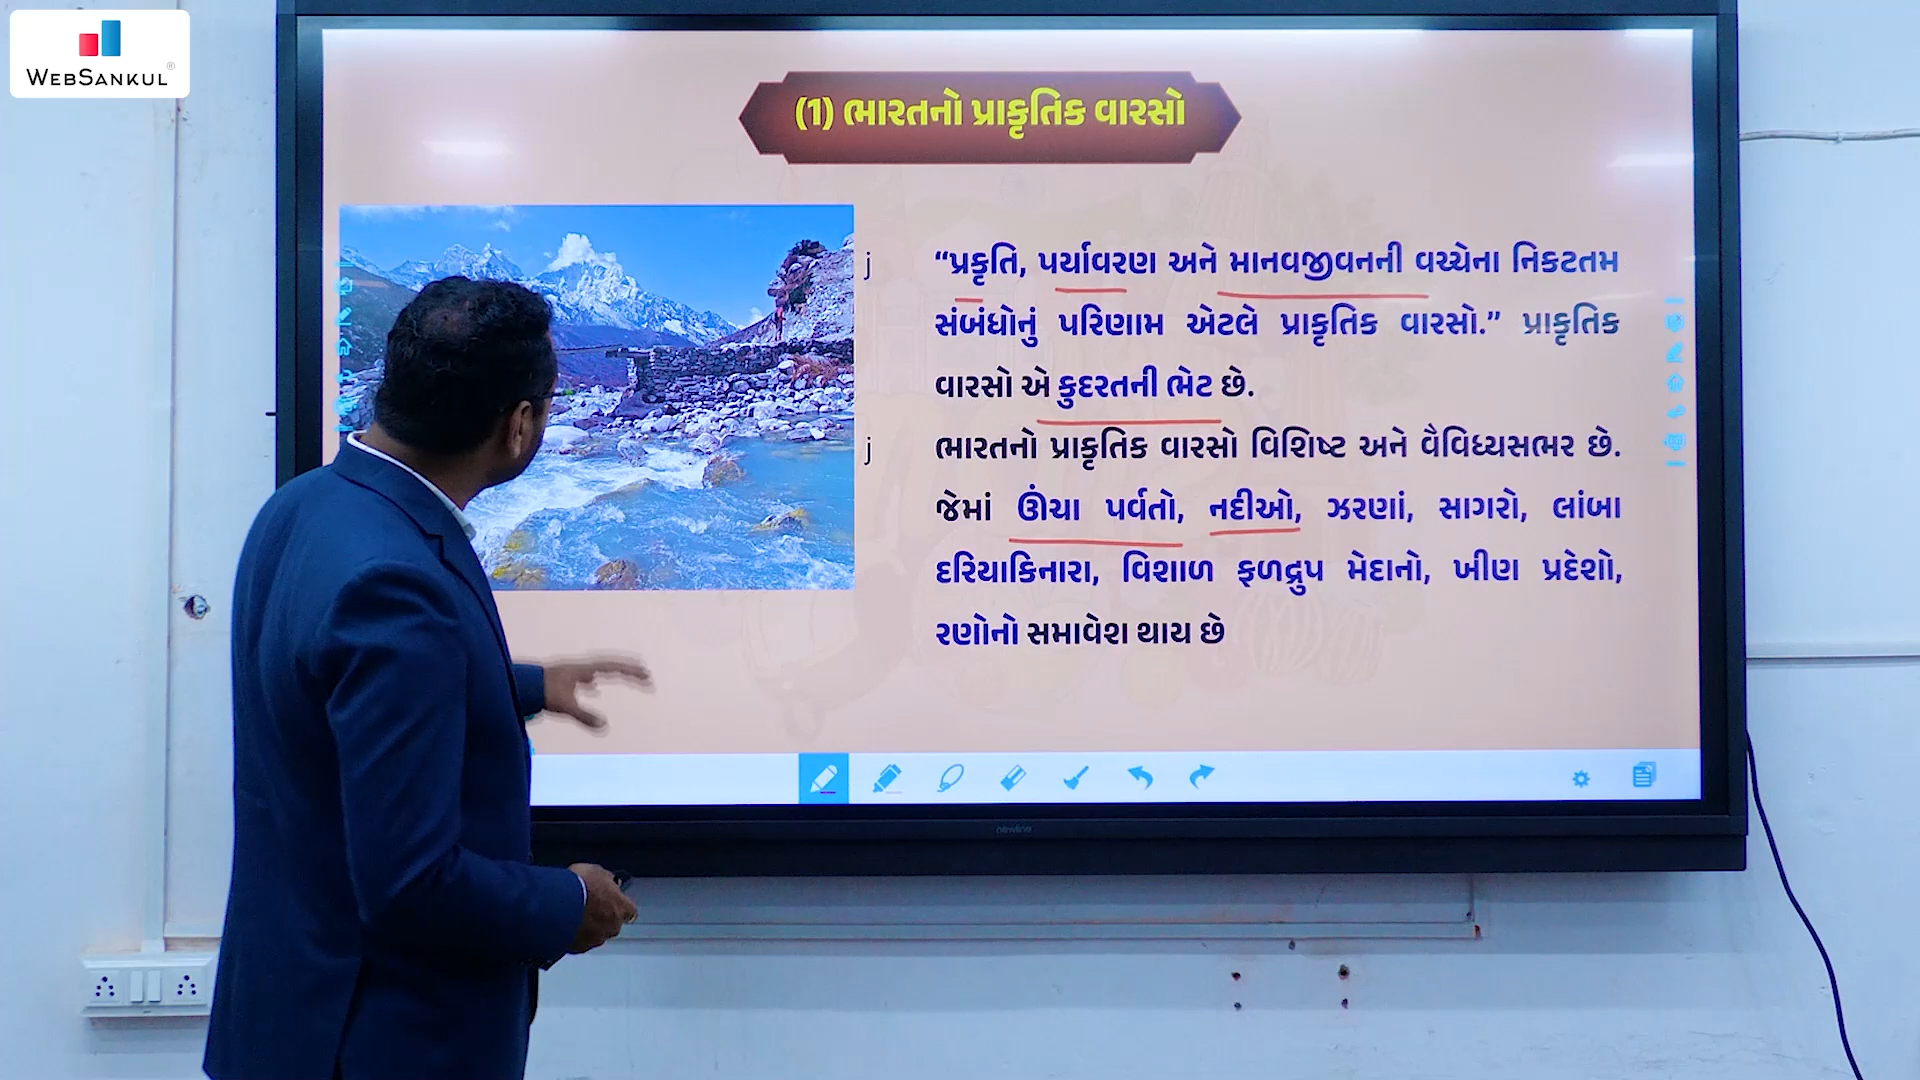 WEBSANKUL®
(1) ભારતનો પ્રાકૃતિક વારસો
j "પ્રકૃતિ, પર્યાવરણ અને માનવજીવનની વચ્ચેના નિકટતમ
સંબંધોનું પરિણામ એટલે પ્રાકૃતિક વારસો." પ્રાકૃતિક
વારસો એ કુદરતની ભેટ છે.
j ભારતનો પ્રાકૃતિક વારસો વિશિષ્ટ અને વૈવિધ્યસભર છે.
જેમાં ઊંચા પર્વતો, નદીઓ, ઝરણાં, સાગરો, લાંબા
દરિયાકિનારા, વિશાળ ફળદ્રુપ મેદાનો, ખીણ પ્રદેશો,
રણોનો સમાવેશ થાય છે
newline